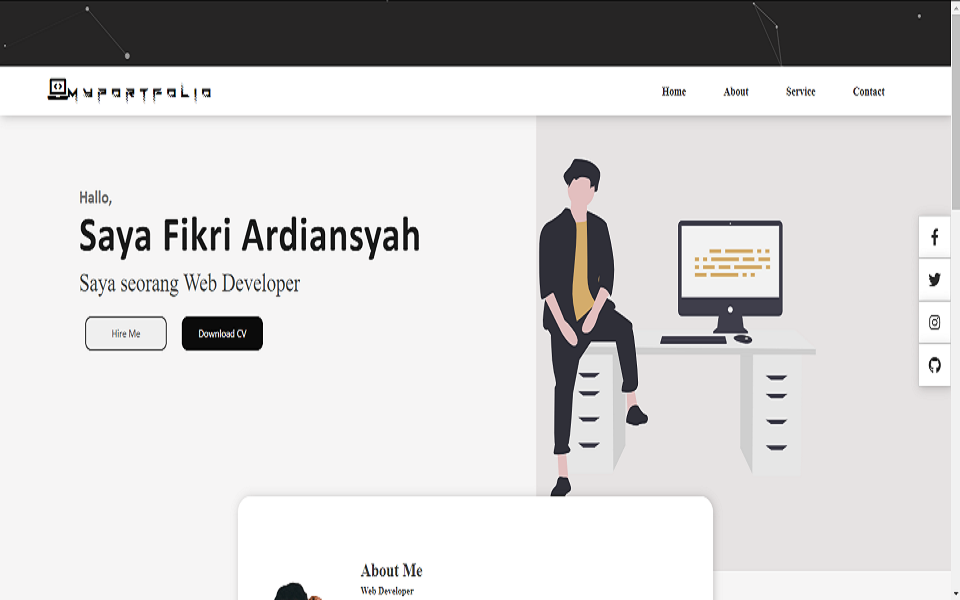 MYPORTFOLIO
Home About Service Contact
Hallo,
Saya Fikri Ardiansyah
Saya seorang Web Developer
Hire Me Download CV
About Me
Web Developer